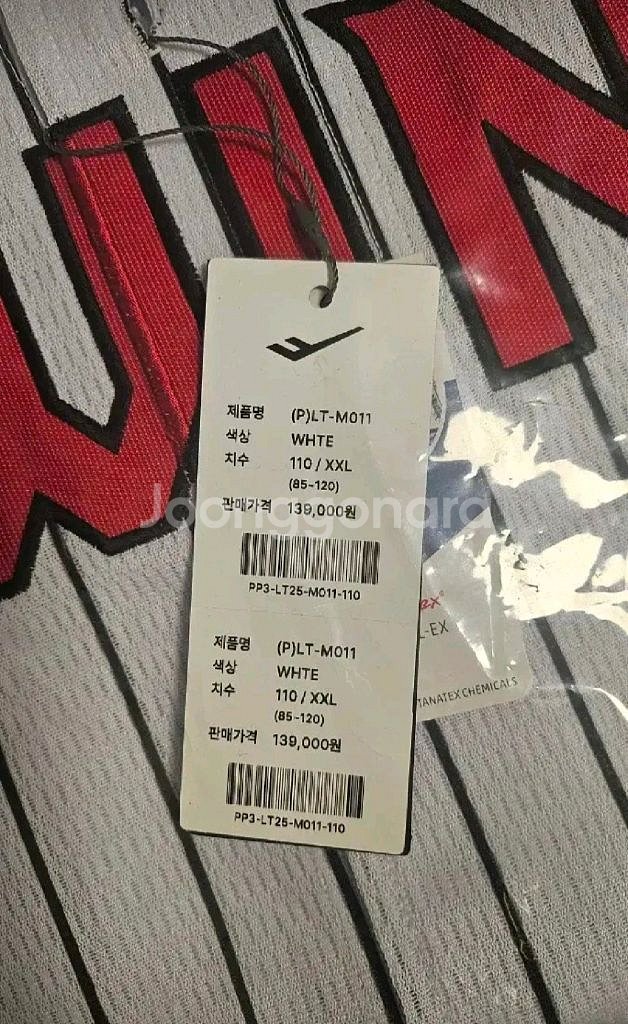 WIN
제품명 (P)LT-M011
색상 WHTE
치수 110 / XXL
(85~120)
판매가격 139,000원
Joonggonara
PP3-LT25-M011-110
제품명 (P)LT-M011
색상 WHTE
치수 110 / XXL
(85~120)
판매가격 139,000원
PP3-LT25-M011-110
L-EX
TANATEX CHEMICALS